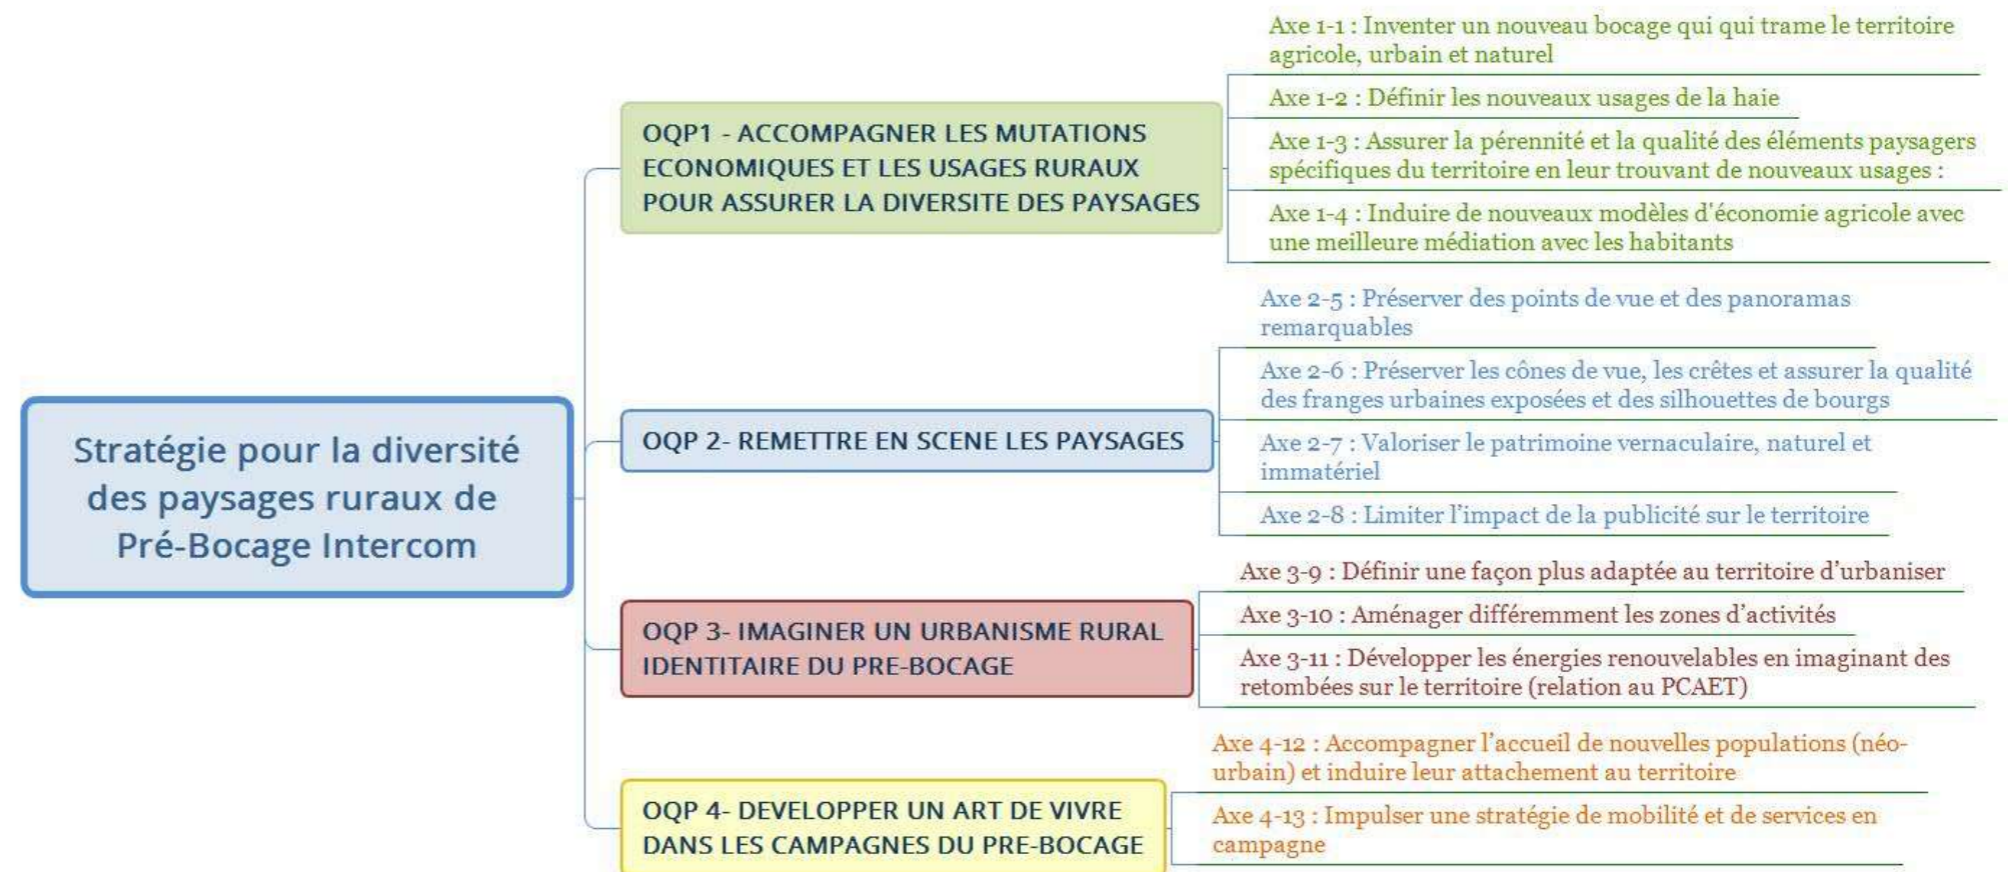 Stratégie pour la diversité
des paysages ruraux de
Pré-Bocage Intercom
OQP1 - ACCOMPAGNER LES MUTATIONS
ECONOMIQUES ET LES USAGES RURAUX
POUR ASSURER LA DIVERSITE DES PAYSAGES
Axe 1-1 : Inventer un nouveau bocage qui qui trame le territoire
agricole, urbain et naturel
Axe 1-2 : Définir les nouveaux usages de la haie
Axe 1-3 : Assurer la pérennité et la qualité des éléments paysagers
spécifiques du territoire en leur trouvant de nouveaux usages :
Axe 1-4 : Induire de nouveaux modèles d'économie agricole avec
une meilleure médiation avec les habitants
OQP 2- REMETTRE EN SCENE LES PAYSAGES
Axe 2-5 : Préserver des points de vue et des panoramas
remarquables
Axe 2-6 : Préserver les cônes de vue, les crêtes et assurer la qualité
des franges urbaines exposées et des silhouettes de bourgs
Axe 2-7 : Valoriser le patrimoine vernaculaire, naturel et
immatériel
Axe 2-8 : Limiter l’impact de la publicité sur le territoire
OQP 3- IMAGINER UN URBANISME RURAL
IDENTITAIRE DU PRE-BOCAGE
Axe 3-9 : Définir une façon plus adaptée au territoire d’urbaniser
Axe 3-10 : Aménager différemment les zones d’activités
Axe 3-11 : Développer les énergies renouvelables en imaginant des
retombées sur le territoire (relation au PCAET)
OQP 4- DEVELOPPER UN ART DE VIVRE
DANS LES CAMPAGNES DU PRE-BOCAGE
Axe 4-12 : Accompagner l’accueil de nouvelles populations (néo-
urbain) et induire leur attachement au territoire
Axe 4-13 : Impulser une stratégie de mobilité et de services en
campagne